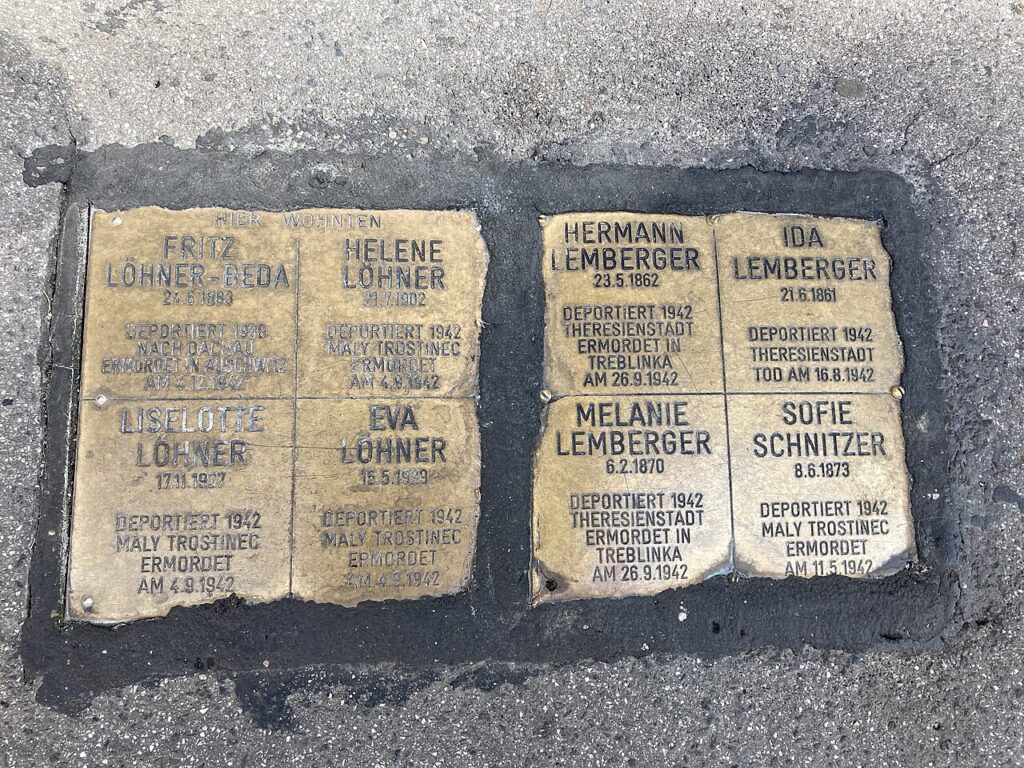 HIER WOHNTEN
FRITZ
LÖHNER-BEDA
24.6.1883
DEPORTIERT 1938
NACH DACHAU
ERMORDET IN AUSCHWITZ
AM 4.12.1942
HELENE
LÖHNER
DEPORTIERT 1942
MALY TROSTINEC
ERMORDET
AM 4.9.1942
LISELOTTE
LÖHNER
17.11.1927
DEPORTIERT 1942
MALY TROSTINEC
ERMORDET
AM 4.9.1942
EVA
LÖHNER
15.5.1929
DEPORTIERT 1942
MALY TROSTINEC
ERMORDET
AM 4.9.1942
HERMANN
LEMBERGER
23.5.1862
DEPORTIERT 1942
THERESIENSTADT
ERMORDET IN
TREBLINKA
AM 26.9.1942
IDA
LEMBERGER
21.6.1861
DEPORTIERT 1942
THERESIENSTADT
TOD AM 16.8.1942
MELANIE
LEMBERGER
6.2.1870
DEPORTIERT 1942
THERESIENSTADT
ERMORDET IN
TREBLINKA
AM 26.9.1942
SOFIE
SCHNITZER
8.6.1873
DEPORTIERT 1942
MALY TROSTINEC
ERMORDET
AM 11.5.1942